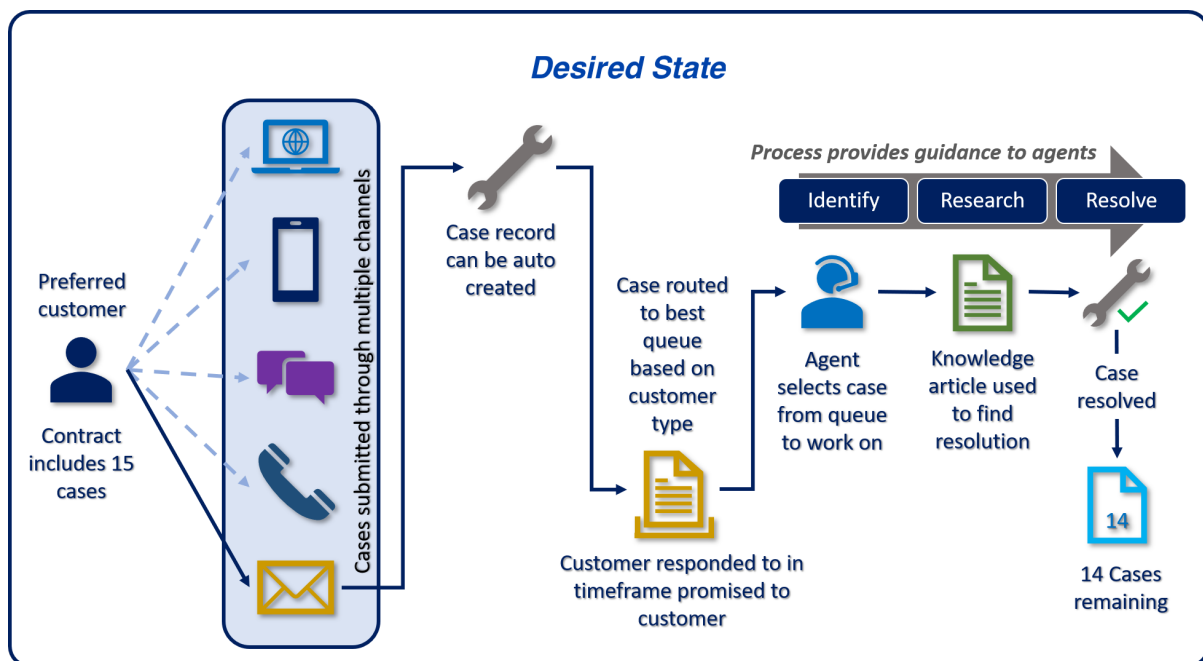 Desired State
Preferred
customer
Contract
includes 15
cases
Cases submitted through multiple channels
Case record
can be auto
created
Case routed
to best
queue
based on
customer
type
Customer responded to in
timeframe promised to
customer
Process provides guidance to agents
Identify
Research
Resolve
Agent
selects case
from queue
to work on
Knowledge
article used
to find
resolution
Case
resolved
14
14 Cases
remaining